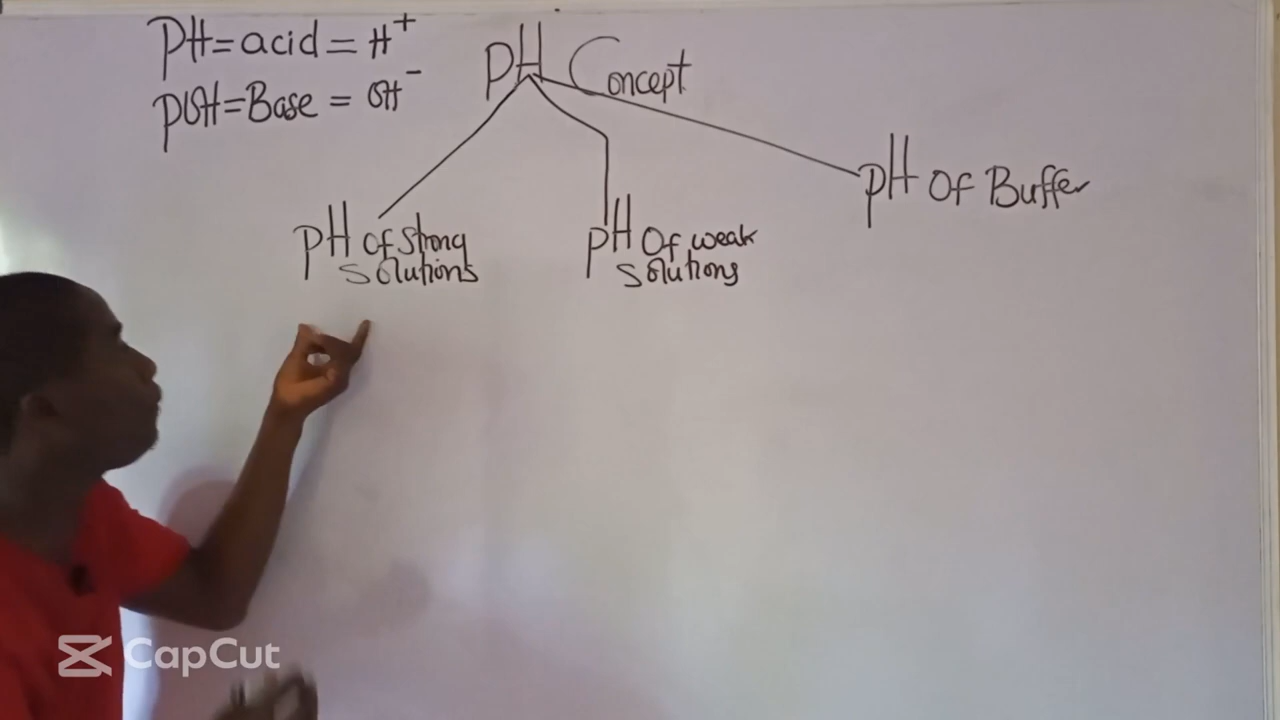 PH=acid=H⁺
pOH=Base=OH⁻
pH Concept
pH Of Strong
Solutions
pH Of weak
Solutions
pH Of Buffer
CapCut